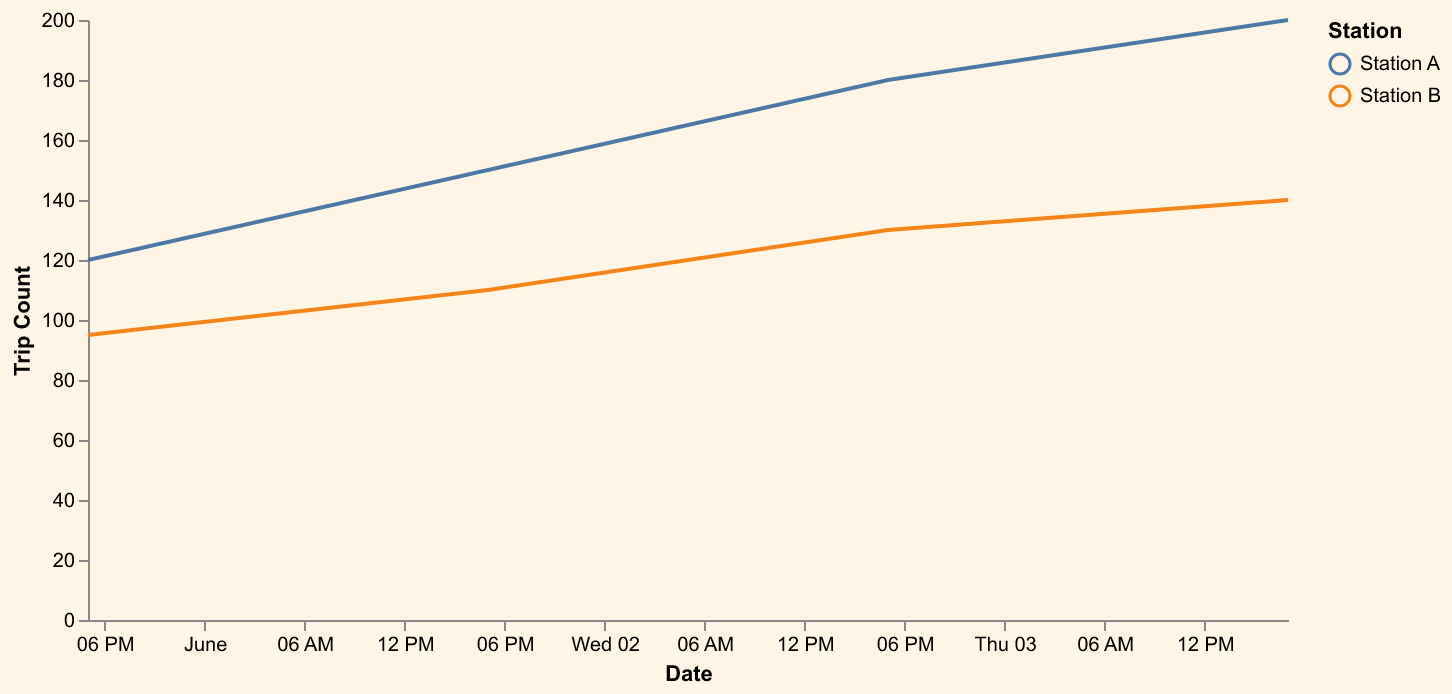 Station
Station A
Station B
Trip Count
200
180
160
140
120
100
80
60
40
20
0
06 PM June 06 AM 12 PM 06 PM Wed 02 06 AM 12 PM 06 PM Thu 03 06 AM 12 PM
Date